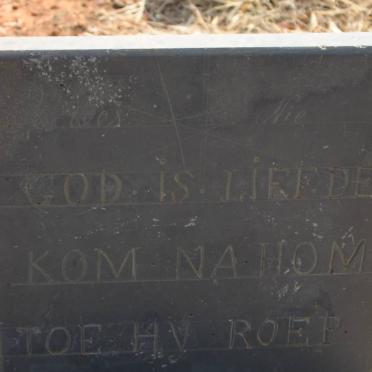 GOD IS LIEFDE
KOM NA HOM
TOE HY ROEP